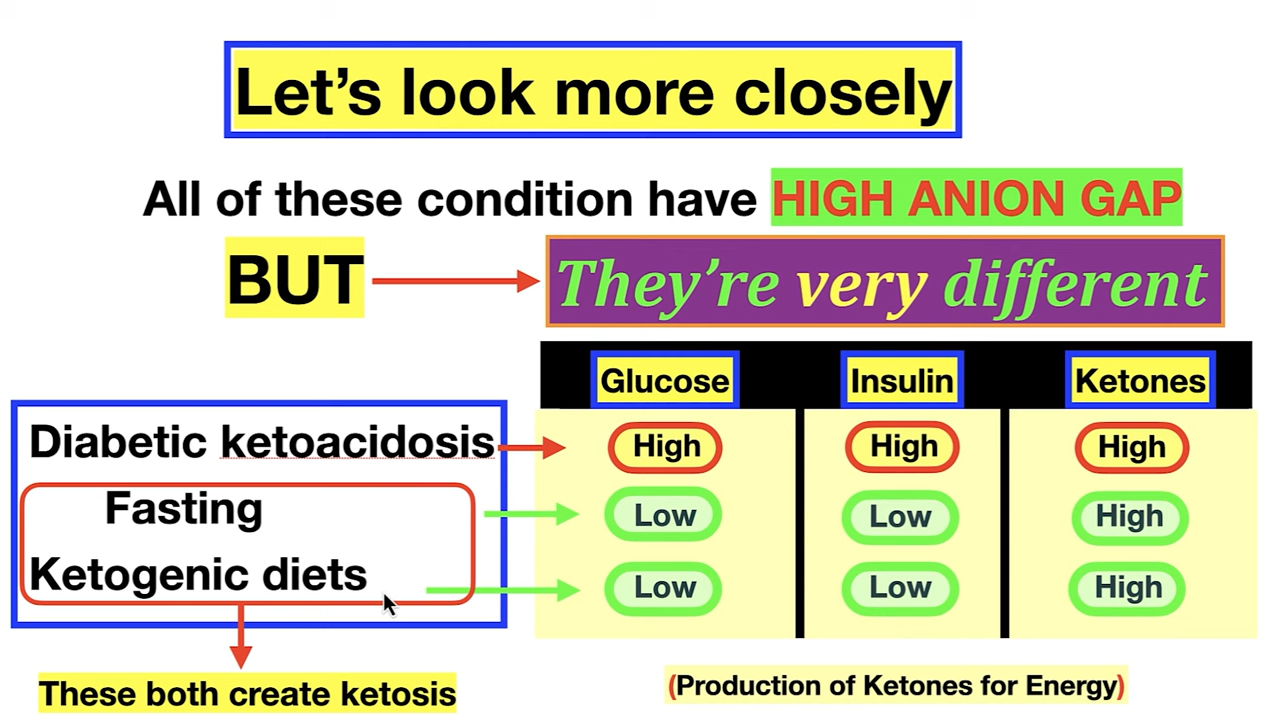 Let's look more closely
All of these condition have HIGH ANION GAP
BUT They're very different
Glucose Insulin Ketones
Diabetic ketoacidosis High High High
Fasting Low Low High
Ketogenic diets Low Low High
These both create ketosis
(Production of Ketones for Energy)